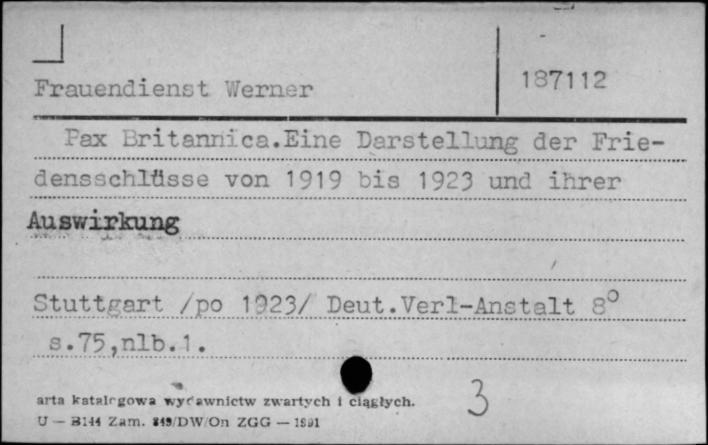 Frauendienst Werner
187112
Pax Britannica.Eine Darstellung der Frie-
densschlüsse von 1919 bis 1923 und ihrer
Auswirkung
Stuttgart /po 1923/ Deut.Verl-Anstalt 8°
s.75,nlb.1.
3
arta katalogowa wydawnictw zwartych i ciągłych.
U — B144 Zam. 849/DW/On ZGG — 1991